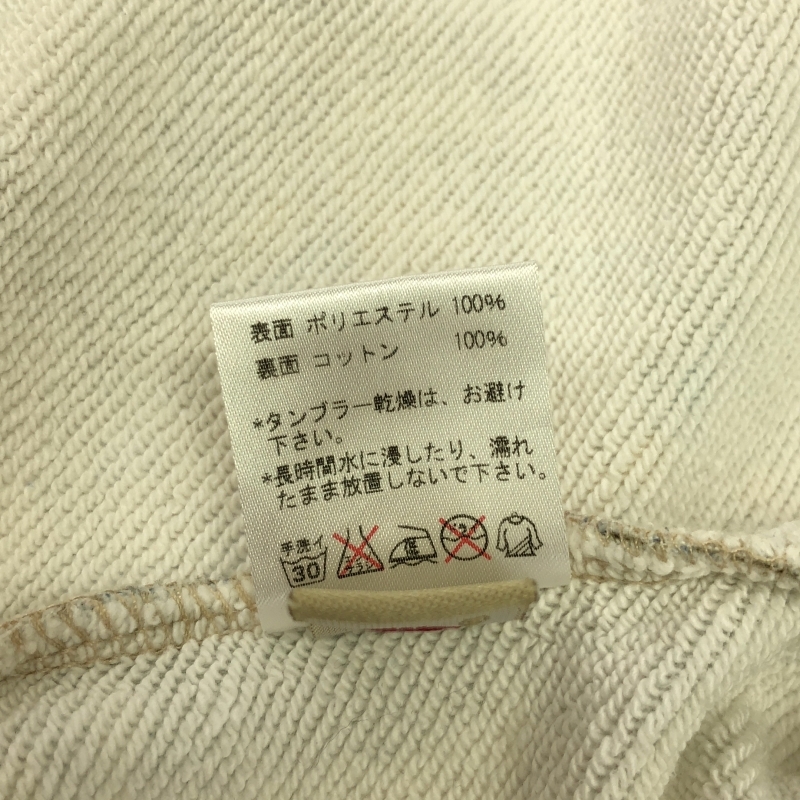 表面 ポリエステル 100%
裏面 コットン 100%
*タンブラー乾燥は、お避け
下さい。
*長時間水に浸したり、濡れ
たまま放置しないで下さい。
手洗イ
30
低